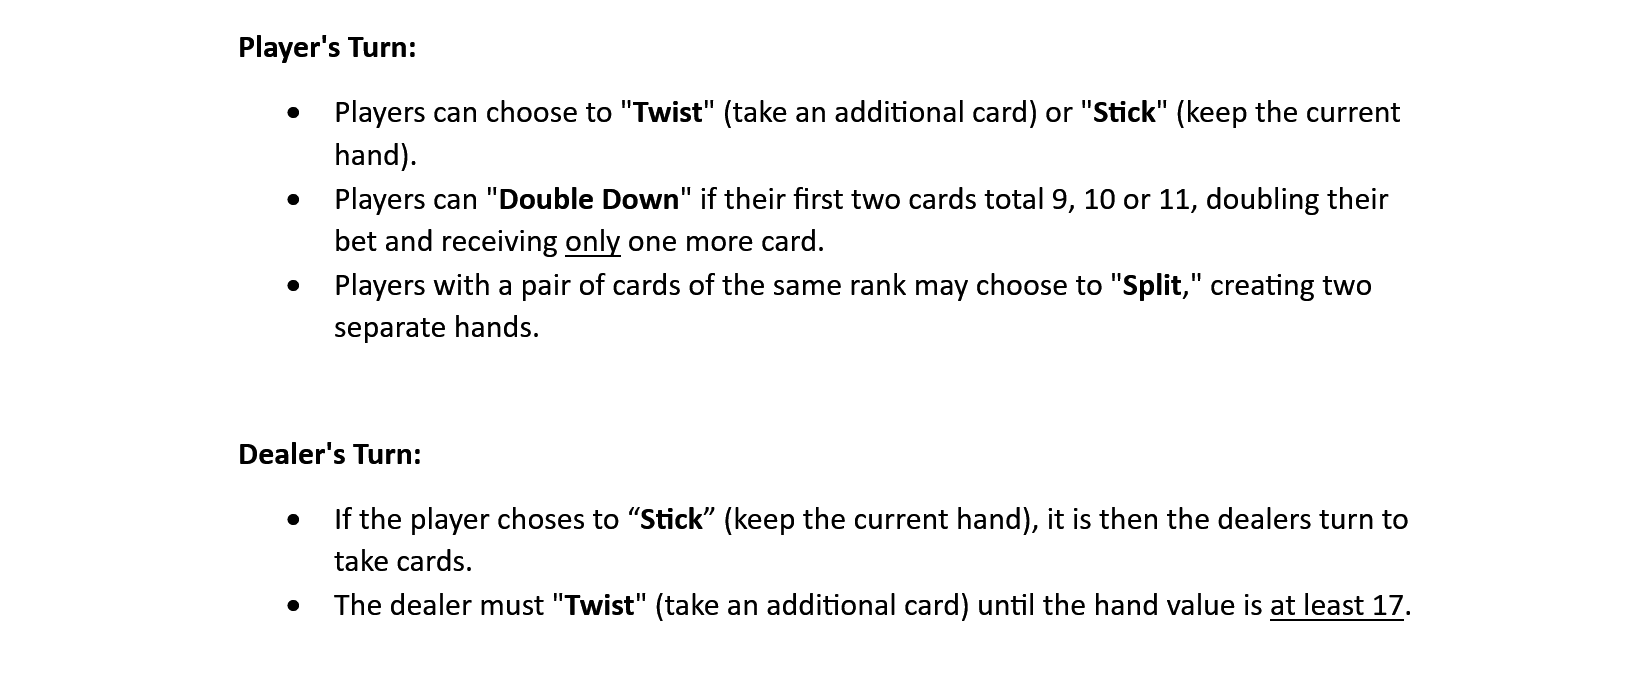 Player's Turn:
• Players can choose to "Twist" (take an additional card) or "Stick" (keep the current
hand).
• Players can "Double Down" if their first two cards total 9, 10 or 11, doubling their
bet and receiving only one more card.
• Players with a pair of cards of the same rank may choose to "Split," creating two
separate hands.
Dealer's Turn:
• If the player choses to “Stick” (keep the current hand), it is then the dealers turn to
take cards.
• The dealer must "Twist" (take an additional card) until the hand value is at least 17.